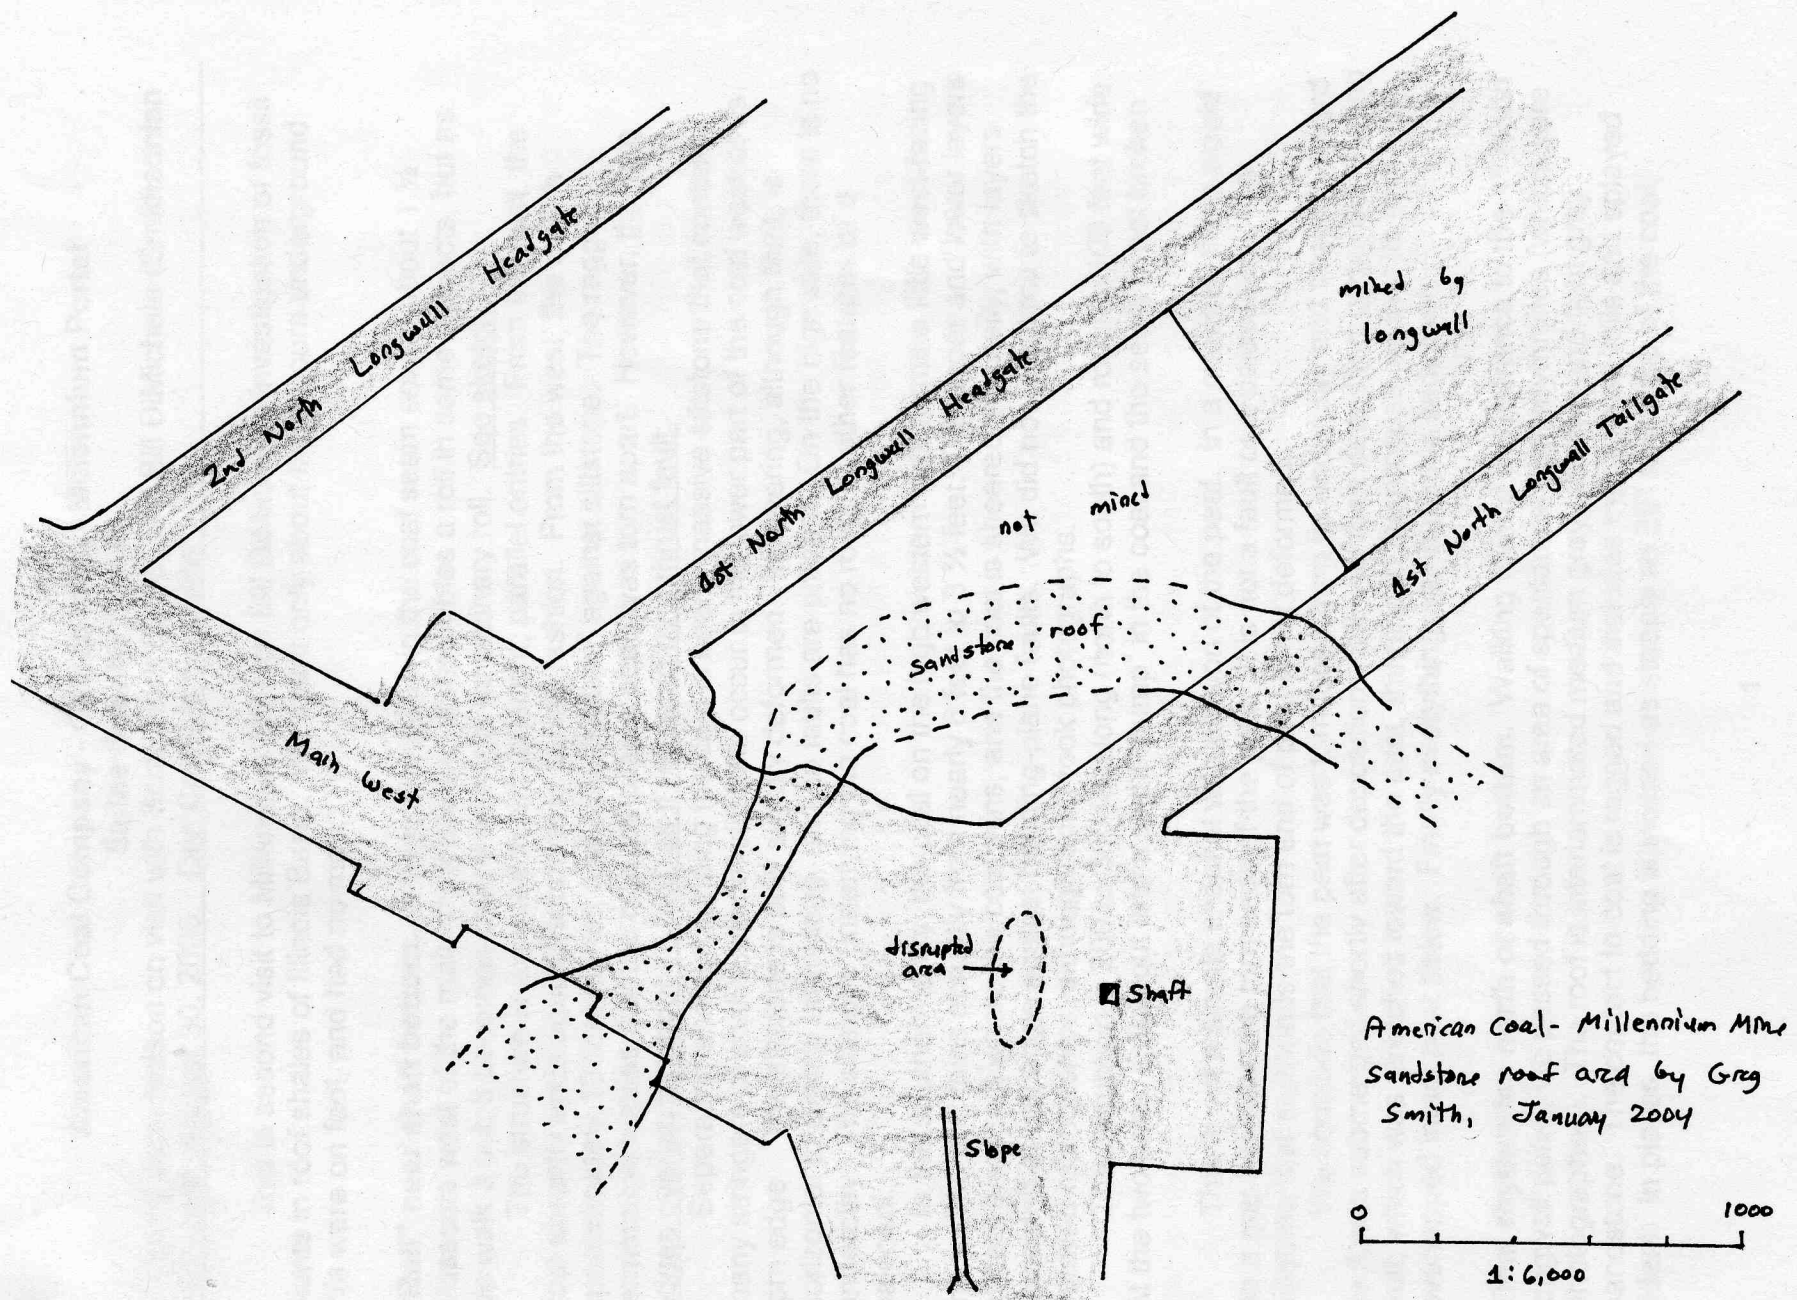 2nd North Longwall Headgate
1st North Longwall Headgate
mined by
longwall
1st North Longwall Tailgate
not mined
sandstone roof
Main West
disrupted
area
Shaft
Slope
American Coal - Millennium Mine
Sandstone roof area by Greg
Smith, January 2004
0 1000
1:6,000